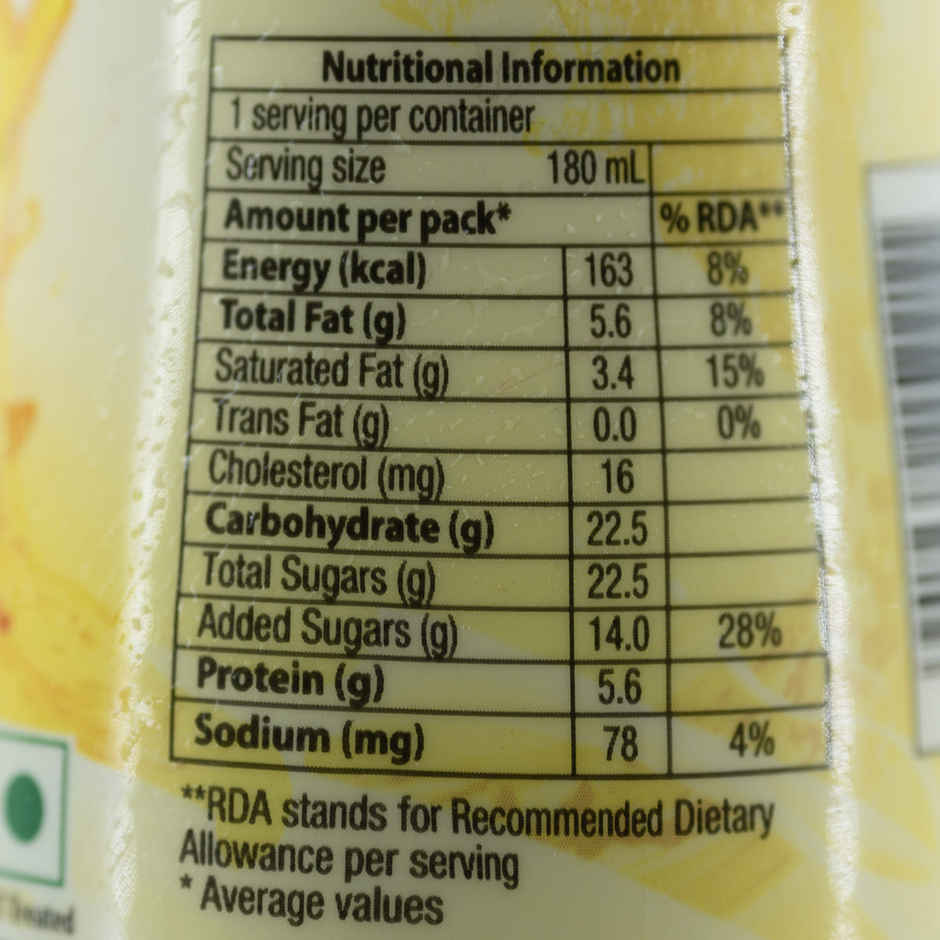 Nutritional Information
1 serving per container
Serving size 180 mL
Amount per pack* % RDA**
Energy (kcal) 163 8%
Total Fat (g) 5.6 8%
Saturated Fat (g) 3.4 15%
Trans Fat (g) 0.0 0%
Cholesterol (mg) 16
Carbohydrate (g) 22.5
Total Sugars (g) 22.5
Added Sugars (g) 14.0 28%
Protein (g) 5.6
Sodium (mg) 78 4%
**RDA stands for Recommended Dietary
Allowance per serving
* Average values